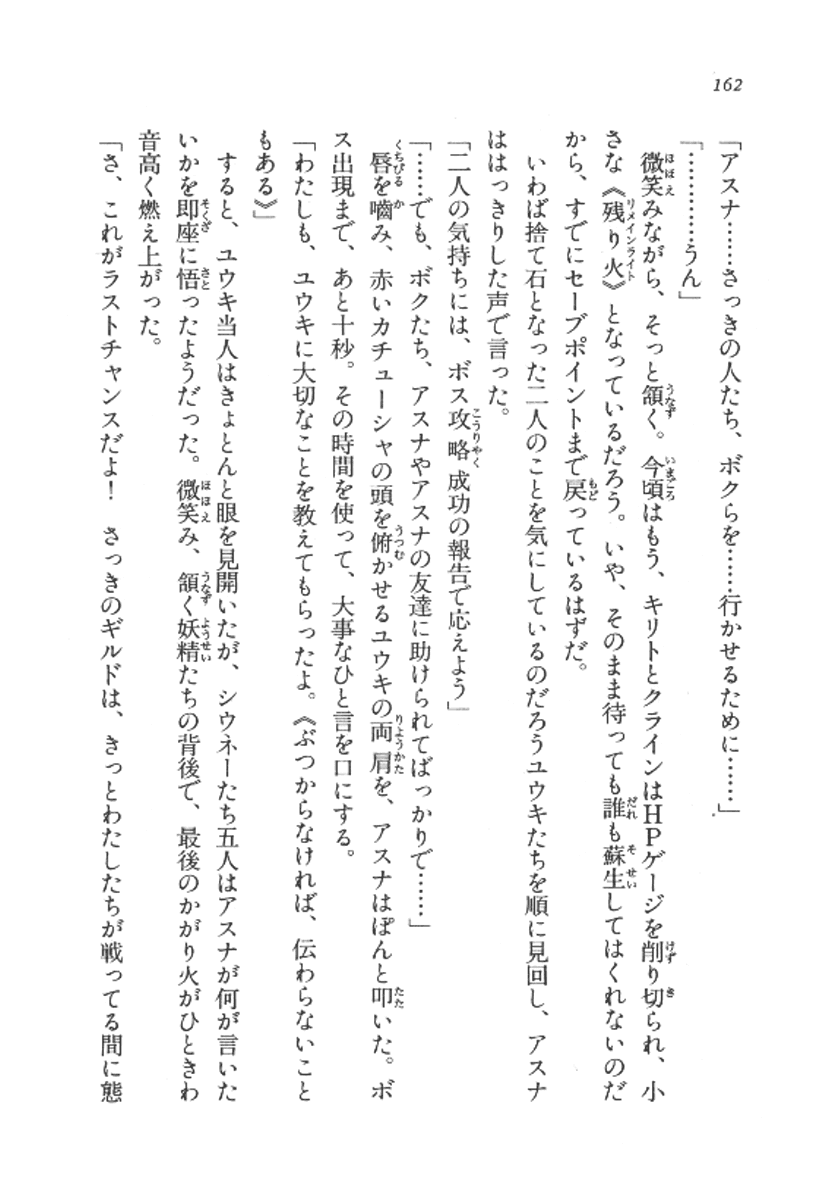 162
「アスナ……さっきの人たち、ボクらを……行かせるために……」
「…………うん」
　微笑みながら、そっと頷く。今頃はもう、キリトとクラインはHPゲージを削り切られ、小
さな《残り火》となっているだろう。いや、そのまま待っても誰も蘇生してはくれないのだ
から、すでにセーブポイントまで戻っているはずだ。
　いわば捨て石となった二人のことを気にしているのだろうユウキたちを順に見回し、アスナ
ははっきりした声で言った。
「二人の気持ちには、ボス攻略成功の報告で応えよう」
「……でも、ボクたち、アスナやアスナの友達に助けられてばっかりで……」
　唇を嚙み、赤いカチューシャの頭を俯かせるユウキの両肩を、アスナはぽんと叩いた。ボ
ス出現まで、あと十秒。その時間を使って、大事なひと言を口にする。
「わたしも、ユウキに大切なことを教えてもらったよ。《ぶつからなければ、伝わらないこと
もある》」
　すると、ユウキ当人はきょとんと眼を見開いたが、シウネーたち五人はアスナが何が言いた
いかを即座に悟ったようだった。微笑み、頷く妖精たちの背後で、最後のかがり火がひときわ
音高く燃え上がった。
「さ、これがラストチャンスだよ！　さっきのギルドは、きっとわたしたちが戦ってる間に態